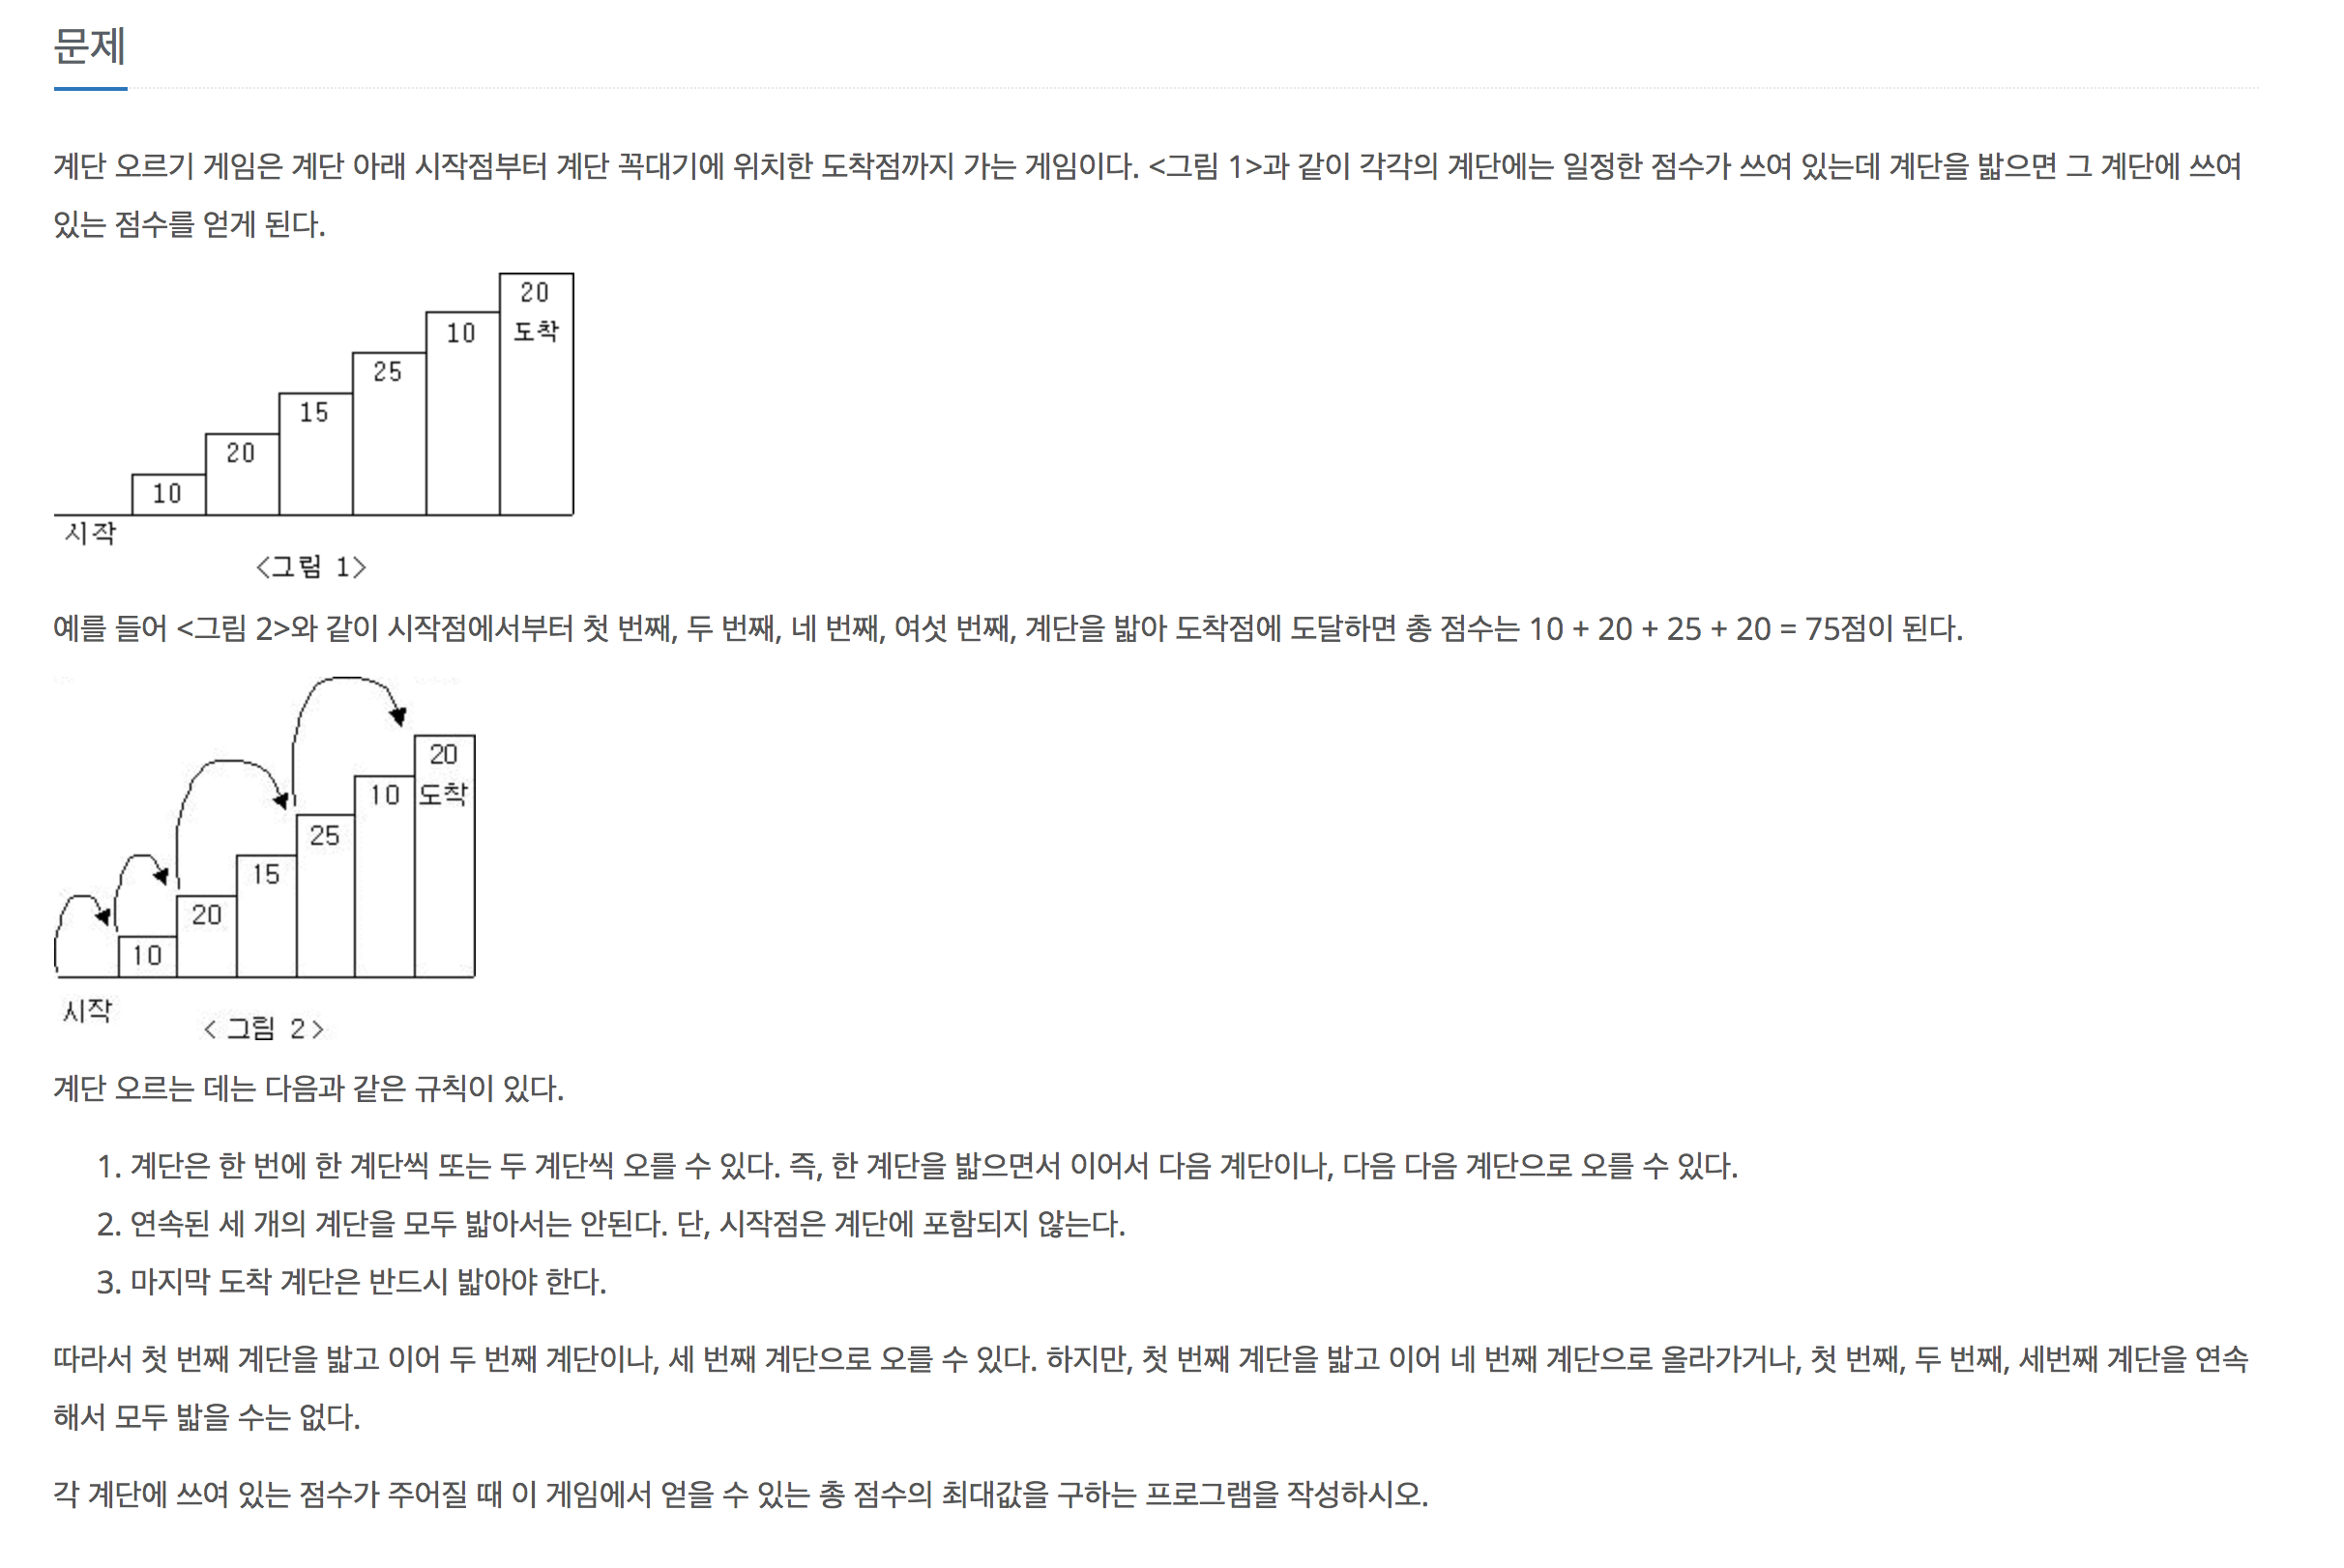 문제
계단 오르기 게임은 계단 아래 시작점부터 계단 꼭대기에 위치한 도착점까지 가는 게임이다. <그림 1>과 같이 각각의 계단에는 일정한 점수가 쓰여 있는데 계단을 밟으면 그 계단에 쓰여
있는 점수를 얻게 된다.
20
도착
10
25
15
20
10
시작
<그림 1>
예를 들어 <그림 2>와 같이 시작점에서부터 첫 번째, 두 번째, 네 번째, 여섯 번째, 계단을 밟아 도착점에 도달하면 총 점수는 10 + 20 + 25 + 20 = 75점이 된다.
20
10 도착
25
15
20
10
시작
< 그림 2>
계단 오르는 데는 다음과 같은 규칙이 있다.
1. 계단은 한 번에 한 계단씩 또는 두 계단씩 오를 수 있다. 즉, 한 계단을 밟으면서 이어서 다음 계단이나, 다음 다음 계단으로 오를 수 있다.
2. 연속된 세 개의 계단을 모두 밟아서는 안된다. 단, 시작점은 계단에 포함되지 않는다.
3. 마지막 도착 계단은 반드시 밟아야 한다.
따라서 첫 번째 계단을 밟고 이어 두 번째 계단이나, 세 번째 계단으로 오를 수 있다. 하지만, 첫 번째 계단을 밟고 이어 네 번째 계단으로 올라가거나, 첫 번째, 두 번째, 세번째 계단을 연속
해서 모두 밟을 수는 없다.
각 계단에 쓰여 있는 점수가 주어질 때 이 게임에서 얻을 수 있는 총 점수의 최대값을 구하는 프로그램을 작성하시오.